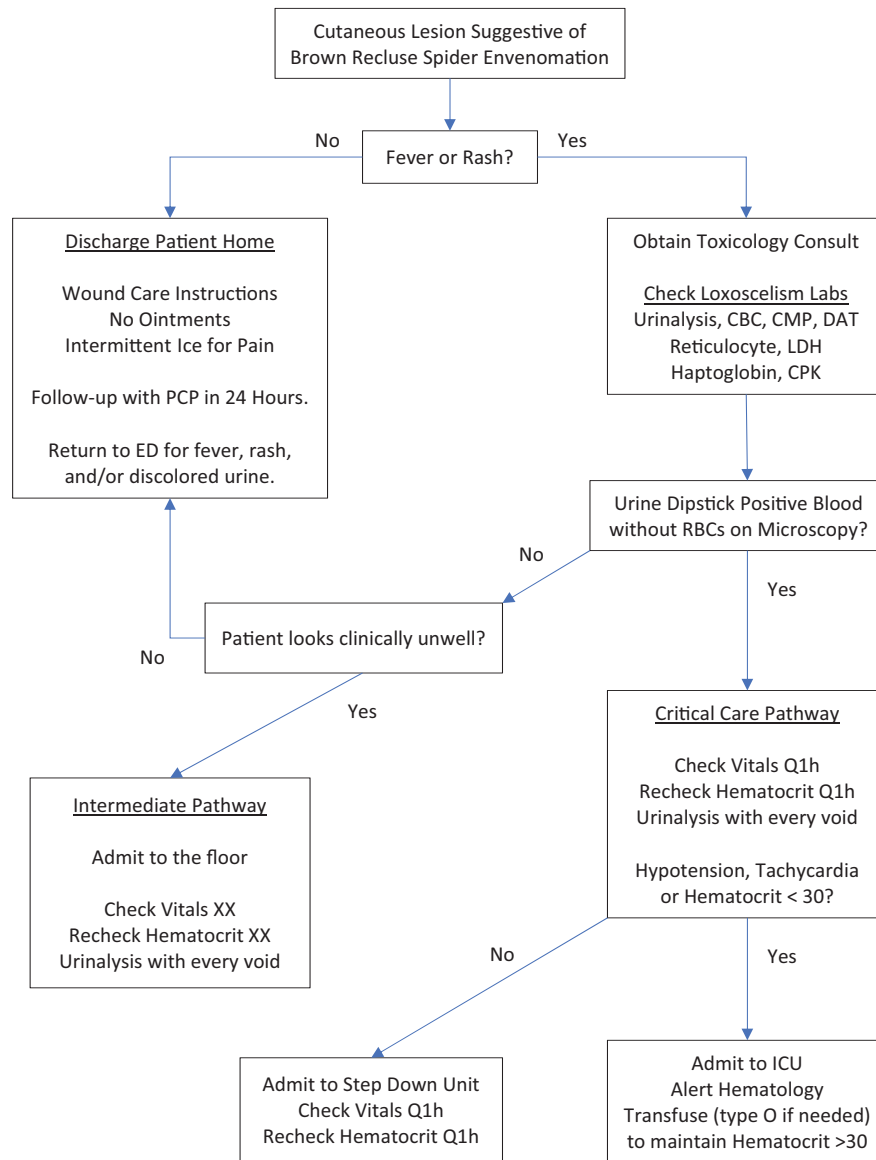 Cutaneous Lesion Suggestive of
Brown Recluse Spider Envenomation
Fever or Rash?
No
Yes
Discharge Patient Home
Wound Care Instructions
No Ointments
Intermittent Ice for Pain
Follow-up with PCP in 24 Hours.
Return to ED for fever, rash,
and/or discolored urine.
Obtain Toxicology Consult
Check Loxoscelism Labs
Urinalysis, CBC, CMP, DAT
Reticulocyte, LDH
Haptoglobin, CPK
Urine Dipstick Positive Blood
without RBCs on Microscopy?
No
Yes
Patient looks clinically unwell?
No
Yes
Intermediate Pathway
Admit to the floor
Check Vitals XX
Recheck Hematocrit XX
Urinalysis with every void
Critical Care Pathway
Check Vitals Q1h
Recheck Hematocrit Q1h
Urinalysis with every void
Hypotension, Tachycardia
or Hematocrit < 30?
No
Yes
Admit to Step Down Unit
Check Vitals Q1h
Recheck Hematocrit Q1h
Admit to ICU
Alert Hematology
Transfuse (type O if needed)
to maintain Hematocrit >30